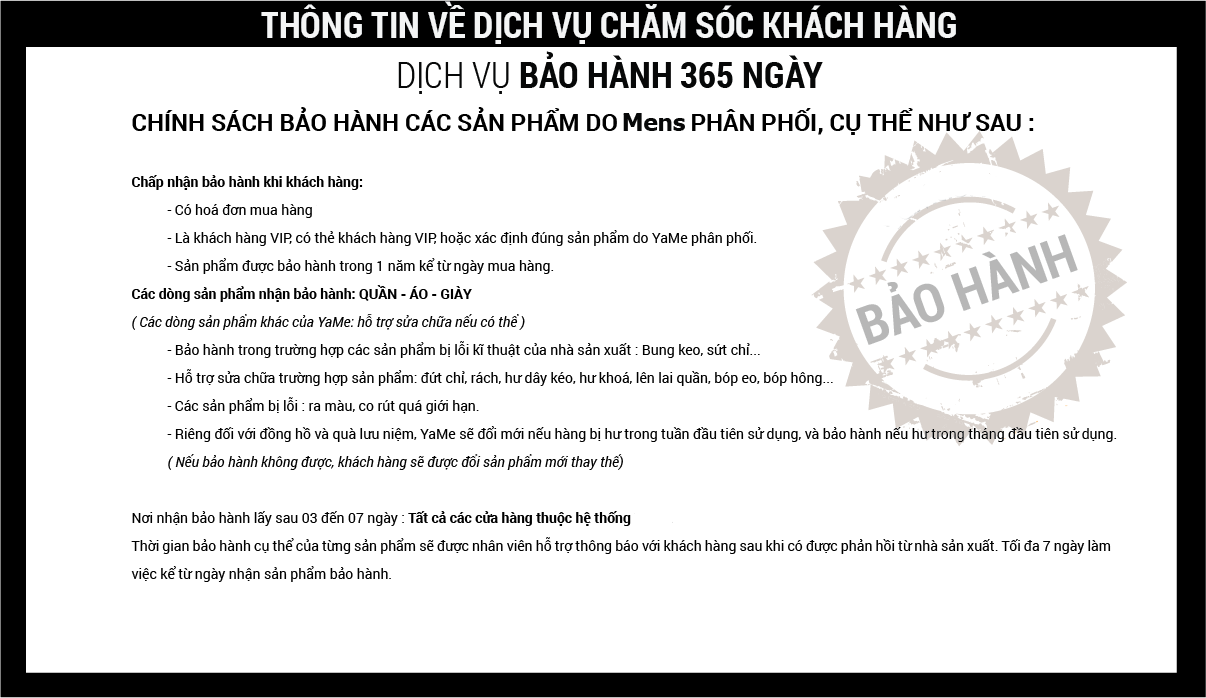 THÔNG TIN VỀ DỊCH VỤ CHĂM SÓC KHÁCH HÀNG
DỊCH VỤ BẢO HÀNH 365 NGÀY
CHÍNH SÁCH BẢO HÀNH CÁC SẢN PHẨM DO Mens PHÂN PHỐI, CỤ THỂ NHƯ SAU :
Chấp nhận bảo hành khi khách hàng:
- Có hoá đơn mua hàng
- Là khách hàng VIP, có thẻ khách hàng VIP, hoặc xác định đúng sản phẩm do YaMe phân phối.
- Sản phẩm được bảo hành trong 1 năm kể từ ngày mua hàng.
Các dòng sản phẩm nhận bảo hành: QUẦN - ÁO - GIÀY
( Các dòng sản phẩm khác của YaMe: hỗ trợ sửa chữa nếu có thể )
- Bảo hành trong trường hợp các sản phẩm bị lỗi kĩ thuật của nhà sản xuất : Bung keo, sứt chỉ...
- Hỗ trợ sửa chữa trường hợp sản phẩm: đứt chỉ, rách, hư dây kéo, hư khoá, lên lai quần, bóp eo, bóp hông...
- Các sản phẩm bị lỗi : ra màu, co rút quá giới hạn.
- Riêng đối với đồng hồ và quà lưu niệm, YaMe sẽ đổi mới nếu hàng bị hư trong tuần đầu tiên sử dụng, và bảo hành nếu hư trong tháng đầu tiên sử dụng.
( Nếu bảo hành không được, khách hàng sẽ được đổi sản phẩm mới thay thế)
Nơi nhận bảo hành lấy sau 03 đến 07 ngày : Tất cả các cửa hàng thuộc hệ thống
Thời gian bảo hành cụ thể của từng sản phẩm sẽ được nhân viên hỗ trợ thông báo với khách hàng sau khi có được phản hồi từ nhà sản xuất. Tối đa 7 ngày làm
việc kể từ ngày nhận sản phẩm bảo hành.
BẢO HÀNH